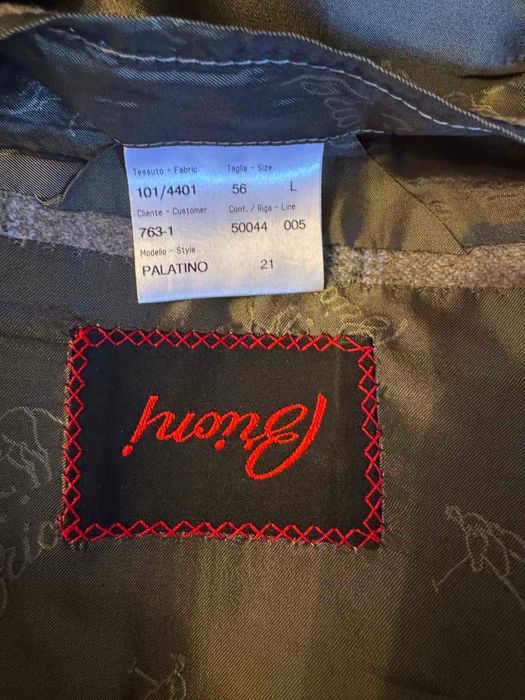 Tessuto - Fabric Taglia - Size
101/4401 56 L
Cliente - Customer Conf. / Riga - Line
763-1 50044 005
Modello - Style
PALATINO 21
Brioni